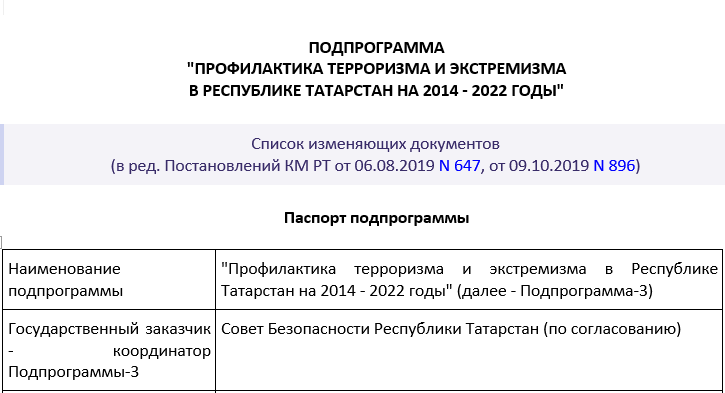 ПОДПРОГРАММА
"ПРОФИЛАКТИКА ТЕРРОРИЗМА И ЭКСТРЕМИЗМА
В РЕСПУБЛИКЕ ТАТАРСТАН НА 2014 - 2022 ГОДЫ"
Список изменяющих документов
(в ред. Постановлений КМ РТ от 06.08.2019 N 647, от 09.10.2019 N 896)
Паспорт подпрограммы
Наименование
подпрограммы
"Профилактика терроризма и экстремизма в Республике
Татарстан на 2014 - 2022 годы" (далее - Подпрограмма-3)
Государственный заказчик
- координатор
Подпрограммы-3
Совет Безопасности Республики Татарстан (по согласованию)